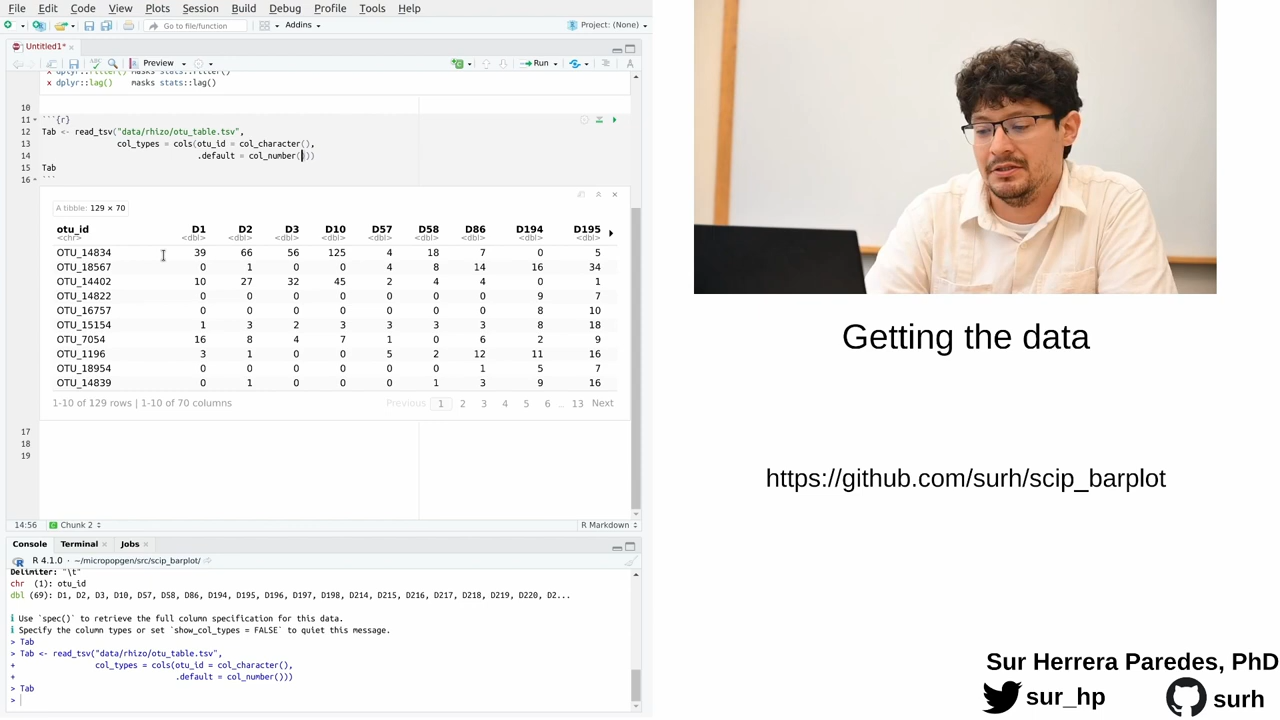 File Edit Code View Plots Session Build Debug Profile Tools Help
Go to file/function Addins Project: (None)
Untitled1*
Preview Run
x dplyr::filter() masks stats::filter()
x dplyr::lag() masks stats::lag()
10
11 ```{r}
12 Tab <- read_tsv("data/rhizo/otu_table.tsv",
13 col_types = cols(otu_id = col_character(),
14 .default = col_number()))
15 Tab
16 ```
A tibble: 129 × 70
otu_id D1 D2 D3 D10 D57 D58 D86 D194 D195
<chr> <dbl> <dbl> <dbl> <dbl> <dbl> <dbl> <dbl> <dbl> <dbl>
OTU_14834 39 66 56 125 4 18 7 0 5
OTU_18567 0 1 0 0 4 8 14 16 34
OTU_14402 10 27 32 45 2 4 4 0 1
OTU_14822 0 0 0 0 0 0 0 9 7
OTU_16757 0 0 0 0 0 0 0 8 10
OTU_15154 1 3 2 3 3 3 3 8 18
OTU_7054 16 8 4 7 1 0 6 2 9
OTU_1196 3 1 0 0 5 2 12 11 16
OTU_18954 0 0 0 0 0 0 1 5 7
OTU_14839 0 1 0 0 0 1 3 9 16
1-10 of 129 rows | 1-10 of 70 columns Previous 1 2 3 4 5 6 .. 13 Next
17
18
19
14:56 Chunk 2 R Markdown
Console Terminal Jobs
R 4.1.0 · ~/micropopgen/src/scip_barplot/
Delimiter: "\t"
chr (1): otu_id
dbl (69): D1, D2, D3, D10, D57, D58, D86, D194, D195, D196, D197, D198, D214, D215, D216, D217, D218, D219, D220, D2...
ℹ Use `spec()` to retrieve the full column specification for this data.
ℹ Specify the column types or set `show_col_types = FALSE` to quiet this message.
> Tab
> Tab <- read_tsv("data/rhizo/otu_table.tsv",
+ col_types = cols(otu_id = col_character(),
+ .default = col_number()))
> Tab
>
Getting the data
https://github.com/surh/scip_barplot
Sur Herrera Paredes, PhD
sur_hp surh